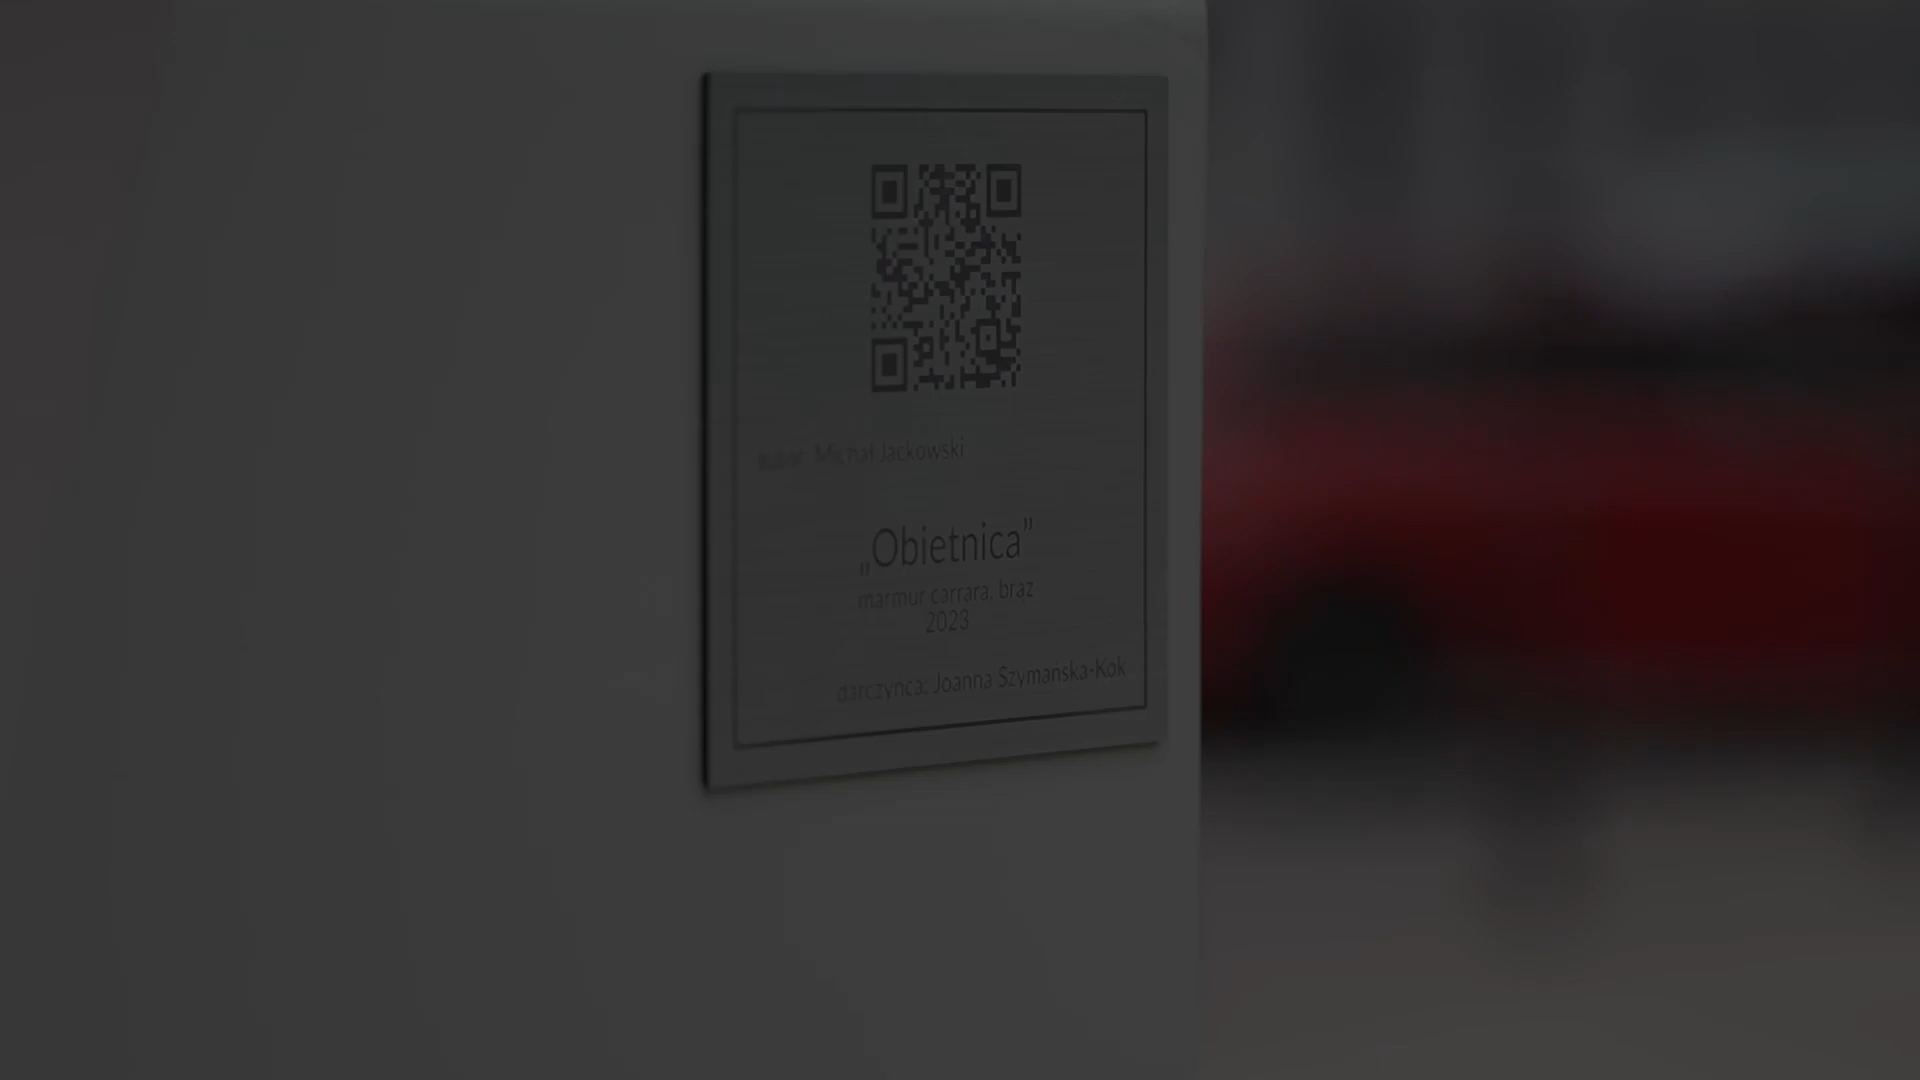 autor: Michał Jackowski
„Obietnica”
marmur carrara, brąz
2023
darczyńca: Joanna Szymańska-Kok